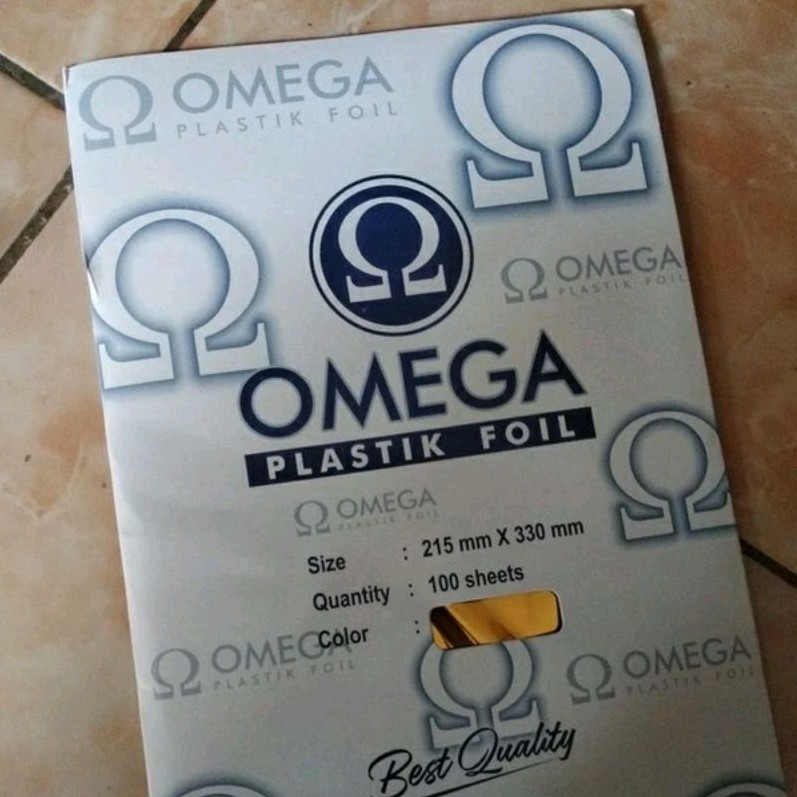 Ω OMEGA
PLASTIK FOIL
Ω
Ω
Ω
Ω OMEGA
PLASTIK FOIL
OMEGA
PLASTIK FOIL
Ω
Ω OMEGA
PLASTIK FOIL
Size : 215 mm X 330 mm
Quantity : 100 sheets
Color :
Ω OMEGA
PLASTIK FOIL
Ω
Ω OMEGA
PLASTIK FOIL
Best Quality